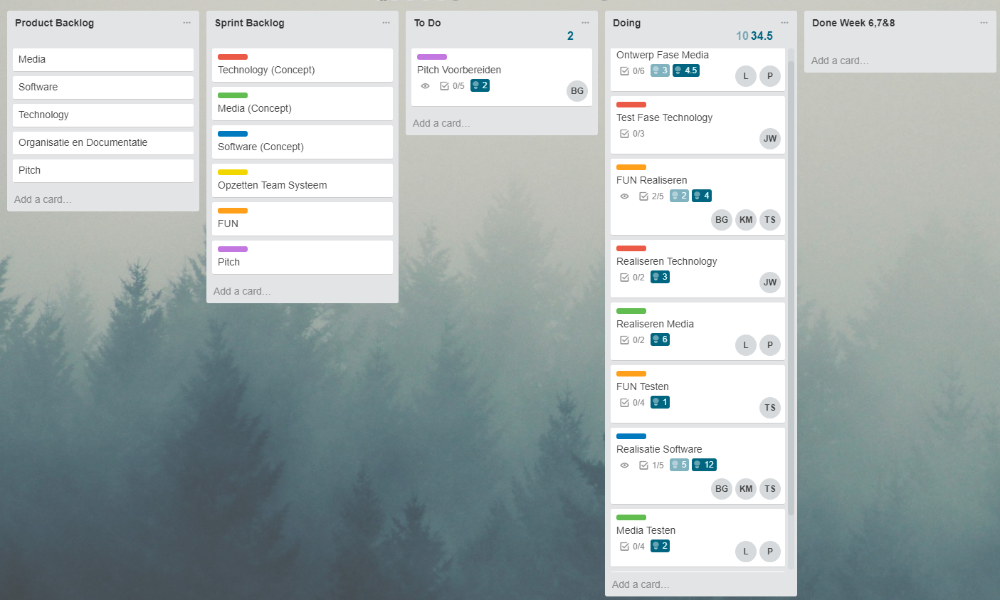 Product Backlog
Media
Software
Technology
Organisatie en Documentatie
Pitch
Add a card...
Sprint Backlog
Technology (Concept)
Media (Concept)
Software (Concept)
Opzetten Team Systeem
FUN
Pitch
Add a card...
To Do
2
Pitch Voorbereiden
0/5 2
BG
Add a card...
Doing
10 34.5
Ontwerp Fase Media
0/6 3 4.5
L P
Test Fase Technology
0/3
JW
FUN Realiseren
2/5 2 4
BG KM TS
Realiseren Technology
0/2 3
JW
Realiseren Media
0/2 6
L P
FUN Testen
0/4 1
TS
Realisatie Software
1/5 5 12
BG KM TS
Media Testen
0/4 2
L P
Add a card...
Done Week 6,7&8
Add a card...